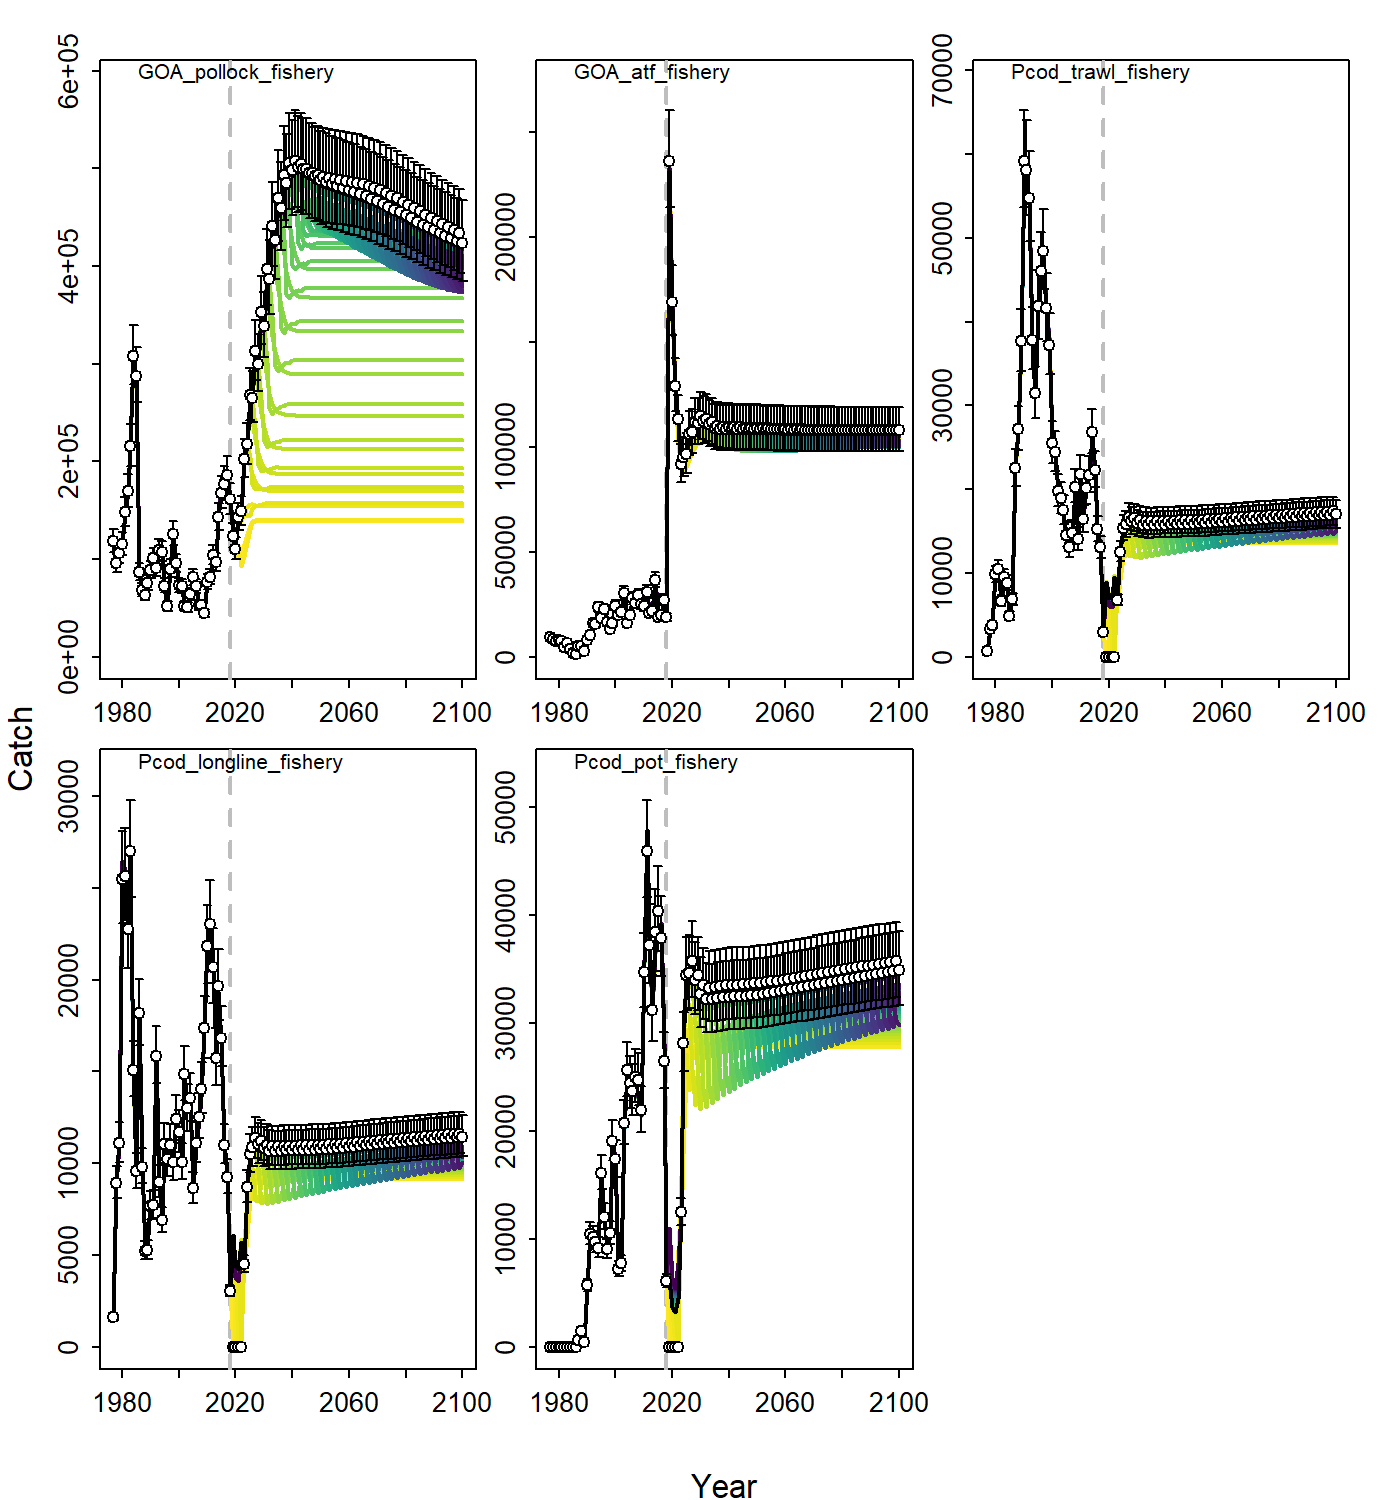 GOA_pollock_fishery
GOA_atf_fishery
Pcod_trawl_fishery
0e+00 2e+05 4e+05 6e+05
0 50000 100000 200000
0 10000 30000 50000 70000
1980 2020 2060 2100
1980 2020 2060 2100
1980 2020 2060 2100
Catch
Pcod_longline_fishery
Pcod_pot_fishery
0 5000 10000 20000 30000
0 10000 20000 30000 40000 50000
1980 2020 2060 2100
1980 2020 2060 2100
Year